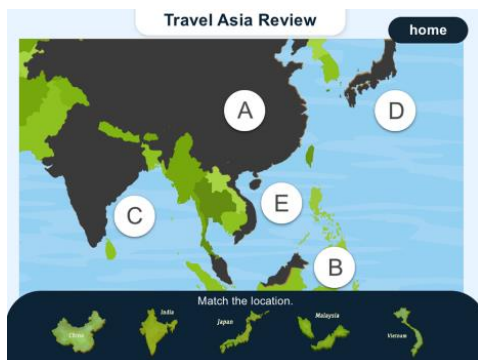 Travel Asia Review
home
A
D
C
E
B
Match the location.
China
India
Japan
Malaysia
Vietnam